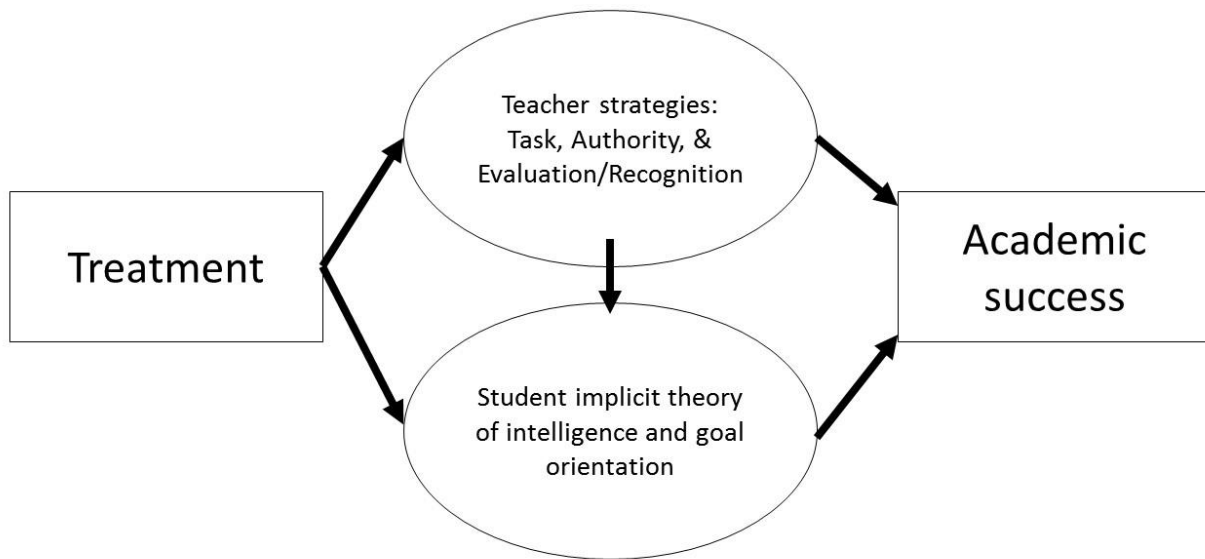 Teacher strategies:
Task, Authority, &
Evaluation/Recognition
Treatment
Academic
success
Student implicit theory
of intelligence and goal
orientation